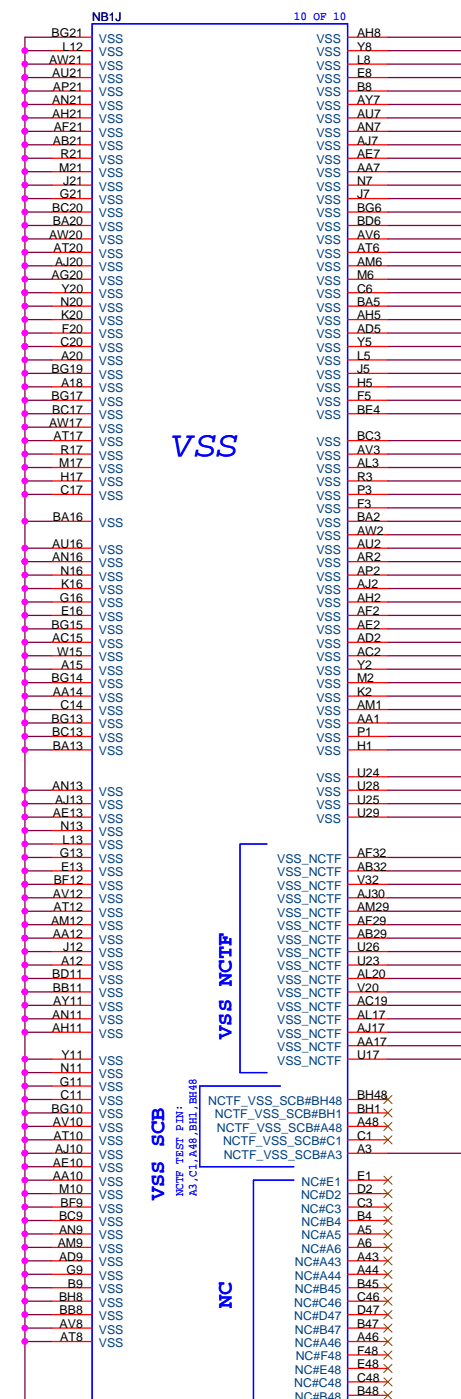 NB1J 10 OF 10
BG21 VSS VSS AH8
L12 VSS VSS Y8
AW21 VSS VSS L8
AU21 VSS VSS E8
AP21 VSS VSS B8
AN21 VSS VSS AY7
AH21 VSS VSS AU7
AF21 VSS VSS AN7
AB21 VSS VSS AJ7
R21 VSS VSS AE7
M21 VSS VSS AA7
J21 VSS VSS N7
G21 VSS VSS J7
BC20 VSS VSS BG6
BA20 VSS VSS BD6
AW20 VSS VSS AV6
AT20 VSS VSS AT6
AJ20 VSS VSS AM6
AG20 VSS VSS M6
Y20 VSS VSS C6
N20 VSS VSS BA5
K20 VSS VSS AH5
F20 VSS VSS AD5
C20 VSS VSS Y5
A20 VSS VSS L5
BG19 VSS VSS J5
A18 VSS VSS H5
BG17 VSS VSS F5
BC17 VSS VSS BE4
AW17 VSS
AT17 VSS VSS BC3
VSS
R17 VSS VSS AV3
M17 VSS VSS AL3
H17 VSS VSS R3
C17 VSS VSS P3
VSS F3
BA16 VSS VSS BA2
VSS AW2
AU16 VSS VSS AU2
AN16 VSS VSS AR2
N16 VSS VSS AP2
K16 VSS VSS AJ2
G16 VSS VSS AH2
E16 VSS VSS AF2
BG15 VSS VSS AE2
AC15 VSS VSS AD2
W15 VSS VSS AC2
A15 VSS VSS Y2
BG14 VSS VSS M2
AA14 VSS VSS K2
C14 VSS VSS AM1
BG13 VSS VSS AA1
BC13 VSS VSS P1
BA13 VSS VSS H1
VSS U24
AN13 VSS VSS U28
AJ13 VSS VSS U25
AE13 VSS VSS U29
N13 VSS
L13 VSS
G13 VSS VSS_NCTF AF32
E13 VSS VSS_NCTF AB32
BF12 VSS VSS_NCTF V32
AV12 VSS VSS_NCTF AJ30
AT12 VSS VSS_NCTF AM29
AM12 VSS VSS_NCTF AF29
AA12 VSS VSS_NCTF AB29
J12 VSS VSS_NCTF U26
A12 VSS VSS_NCTF U23
BD11 VSS VSS_NCTF AL20
BB11 VSS VSS_NCTF V20
AY11 VSS VSS_NCTF AC19
AN11 VSS VSS_NCTF AL17
AH11 VSS VSS_NCTF AJ17
VSS_NCTF AA17
Y11 VSS VSS_NCTF U17
VSS NCTF
N11 VSS
G11 VSS
C11 VSS NCTF_VSS_SCB#BH48 BH48
BG10 VSS NCTF_VSS_SCB#BH1 BH1
AV10 VSS NCTF_VSS_SCB#A48 A48
AT10 VSS NCTF_VSS_SCB#C1 C1
AJ10 VSS NCTF_VSS_SCB#A3 A3
VSS SCB
NCTF TEST PIN:
A3,C1,A48,BH1,BH48
AE10 VSS
AA10 VSS NC#E1 E1
M10 VSS NC#D2 D2
BF9 VSS NC#C3 C3
BC9 VSS NC#B4 B4
AN9 VSS NC#A5 A5
AM9 VSS NC#A6 A6
AD9 VSS NC#A43 A43
G9 VSS NC#A44 A44
B9 VSS NC#B45 B45
BH8 VSS NC#C46 C46
BB8 VSS NC#D47 D47
AV8 VSS NC#B47 B47
AT8 VSS NC#A46 A46
NC#F48 F48
NC#E48 E48
NC#C48 C48
NC#B48 B48
NC